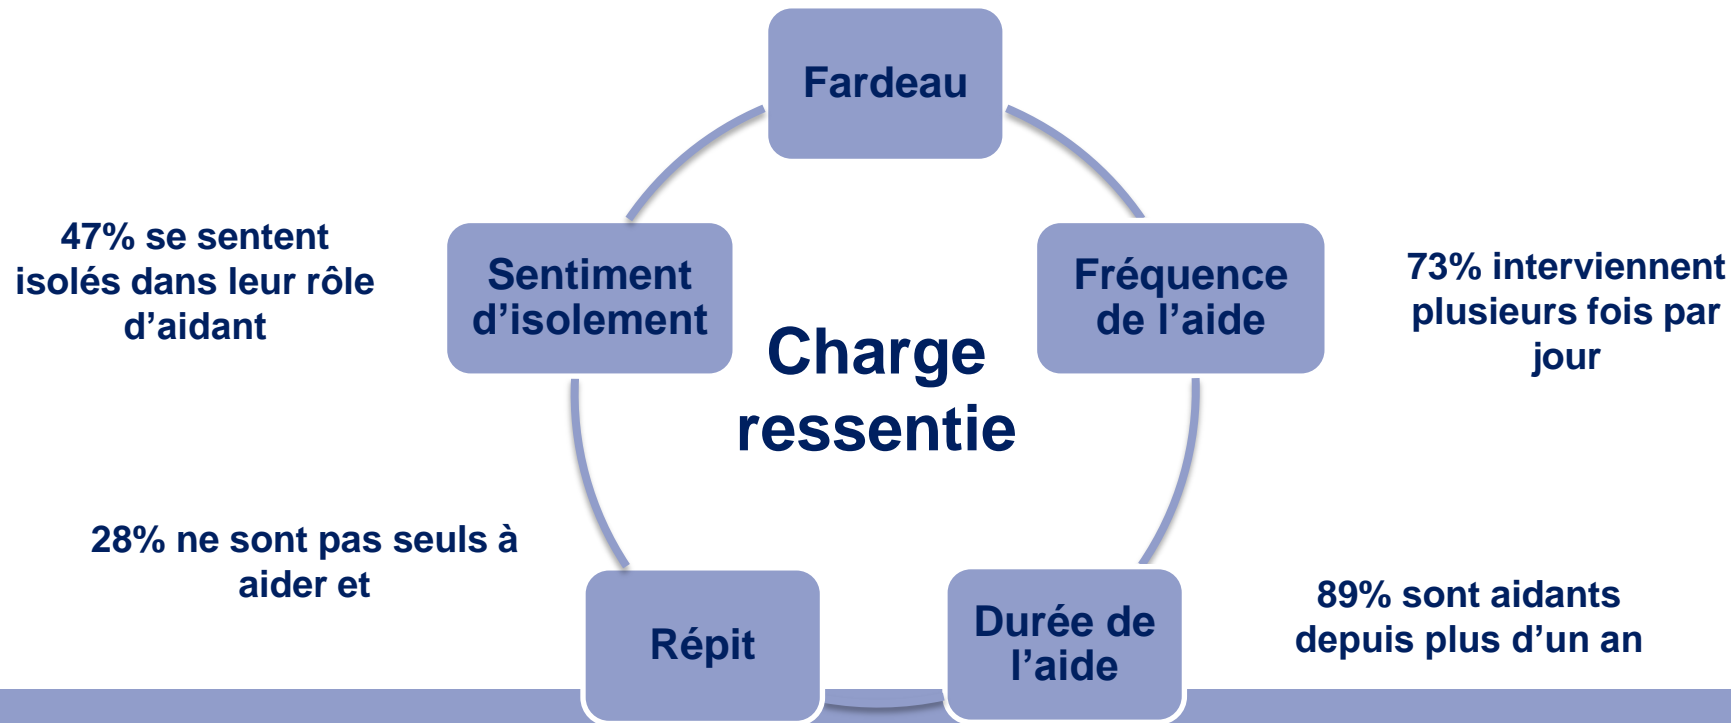 Fardeau
47% se sentent
isolés dans leur rôle
d’aidant
Sentiment
d’isolement
Fréquence
de l’aide
73% interviennent
plusieurs fois par
jour
Charge
ressentie
28% ne sont pas seuls à
aider et
Répit
Durée de
l’aide
89% sont aidants
depuis plus d’un an